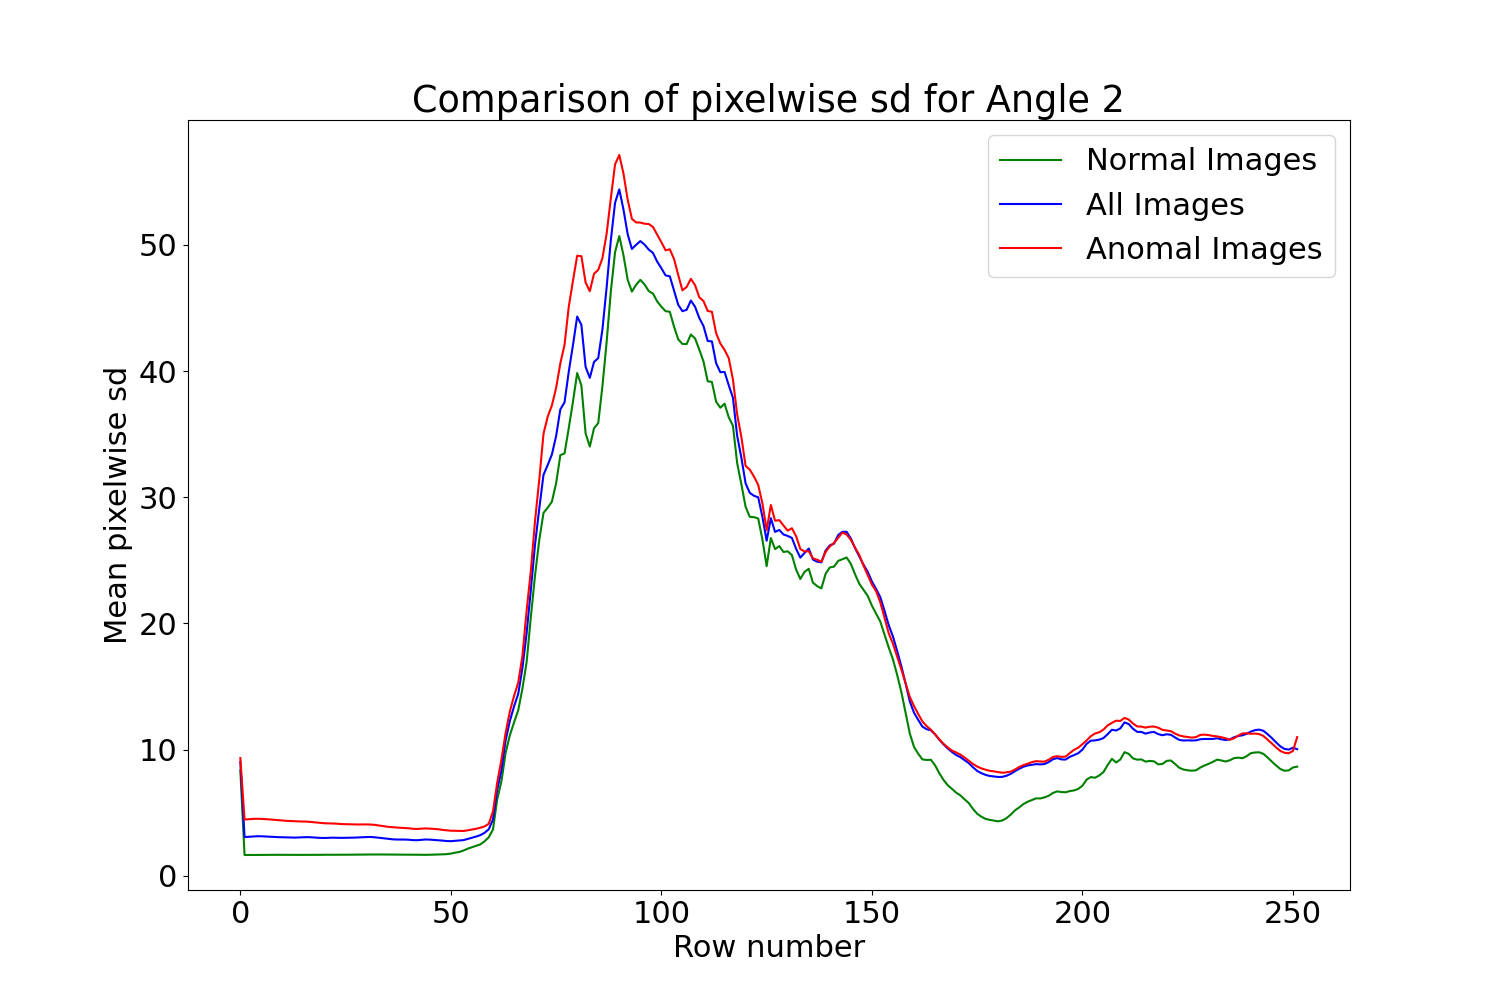 Comparison of pixelwise sd for Angle 2
Normal Images
All Images
Anomal Images
Mean pixelwise sd
50
40
30
20
10
0
0 50 100 150 200 250
Row number